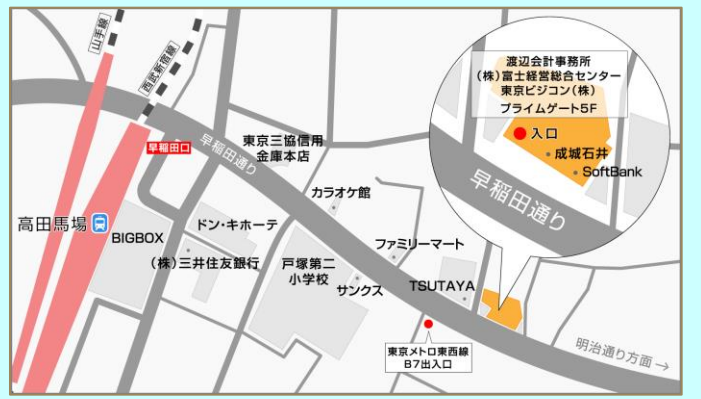 山手線
西武新宿線
早稲田口
早稲田通り
東京三協信用
金庫本店
カラオケ館
高田馬場
BIGBOX
ドン・キホーテ
(株)三井住友銀行
戸塚第二
小学校
サンクス
ファミリーマート
TSUTAYA
東京メトロ東西線
B7出入口
明治通り方面→
渡辺会計事務所
(株)富士経営総合センター
東京ビジコン(株)
プライムゲート5F
入口
成城石井
SoftBank
早稲田通り